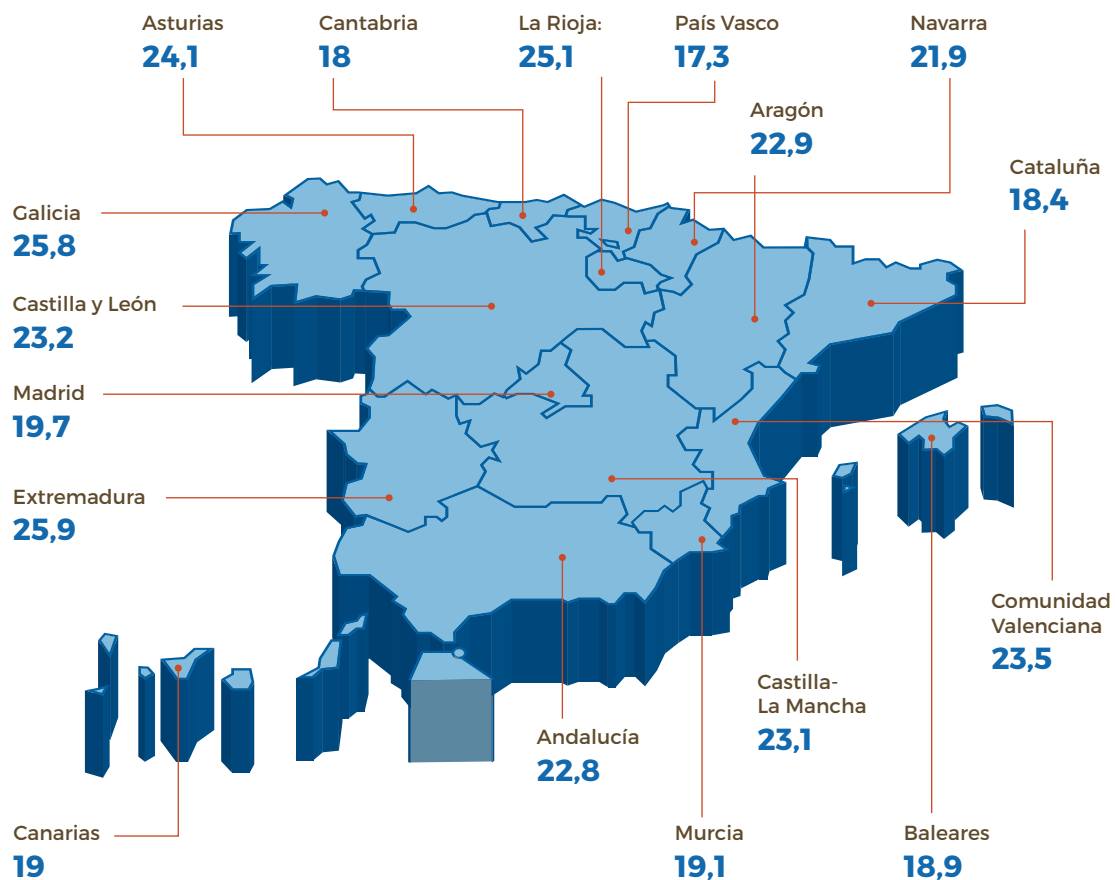 Asturias
24,1
Cantabria
18
La Rioja:
25,1
País Vasco
17,3
Navarra
21,9
Aragón
22,9
Cataluña
18,4
Galicia
25,8
Castilla y León
23,2
Madrid
19,7
Extremadura
25,9
Comunidad
Valenciana
23,5
Castilla-
La Mancha
23,1
Andalucía
22,8
Canarias
19
Murcia
19,1
Baleares
18,9